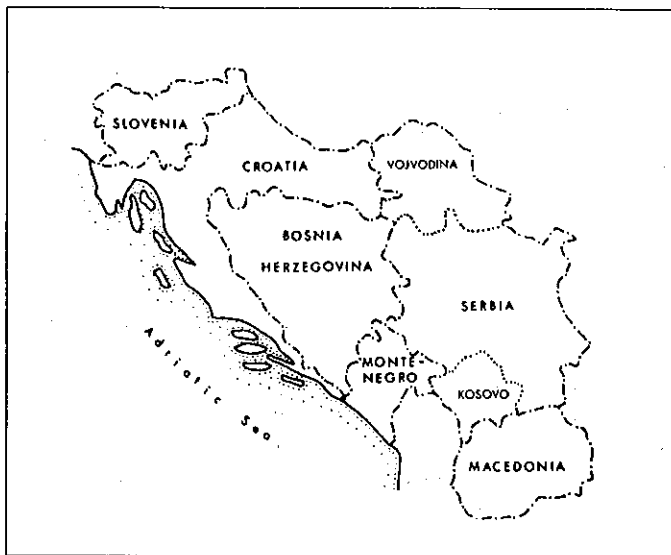 SLOVENIA
CROATIA
VOJVODINA
BOSNIA
HERZEGOVINA
SERBIA
MONTE-
NEGRO
KOSOVO
MACEDONIA
Adriatic Sea